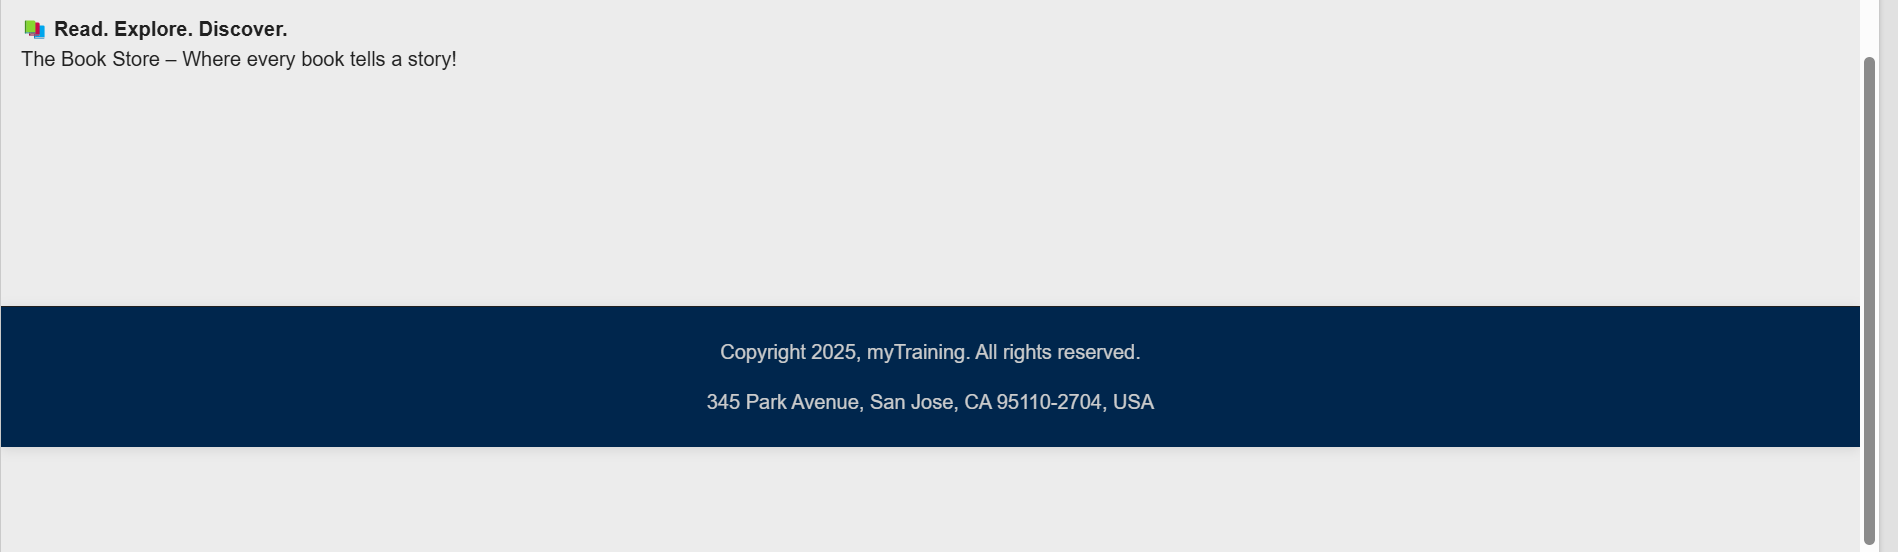 Read. Explore. Discover.
The Book Store – Where every book tells a story!
Copyright 2025, myTraining. All rights reserved.
345 Park Avenue, San Jose, CA 95110-2704, USA